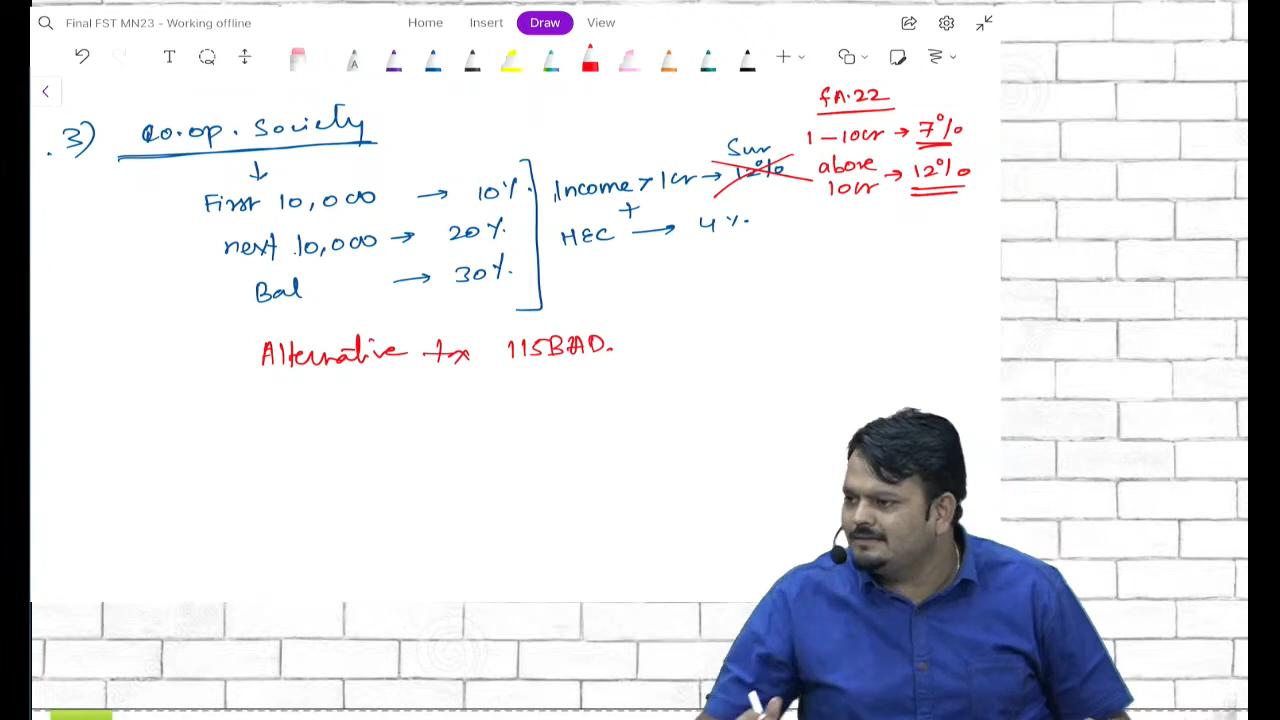 Final FST MN23 - Working offline
Home Insert Draw View
T
A
fA.22
1 – 10cr → 7%
above 10cr → 12%
3) Co.op. Society
First 10,000 → 10%.
next 10,000 → 20%.
Bal → 30%.
Sur
Income > 1cr → 12%
+
HEC → 4%.
Alternative tx 115BAD.